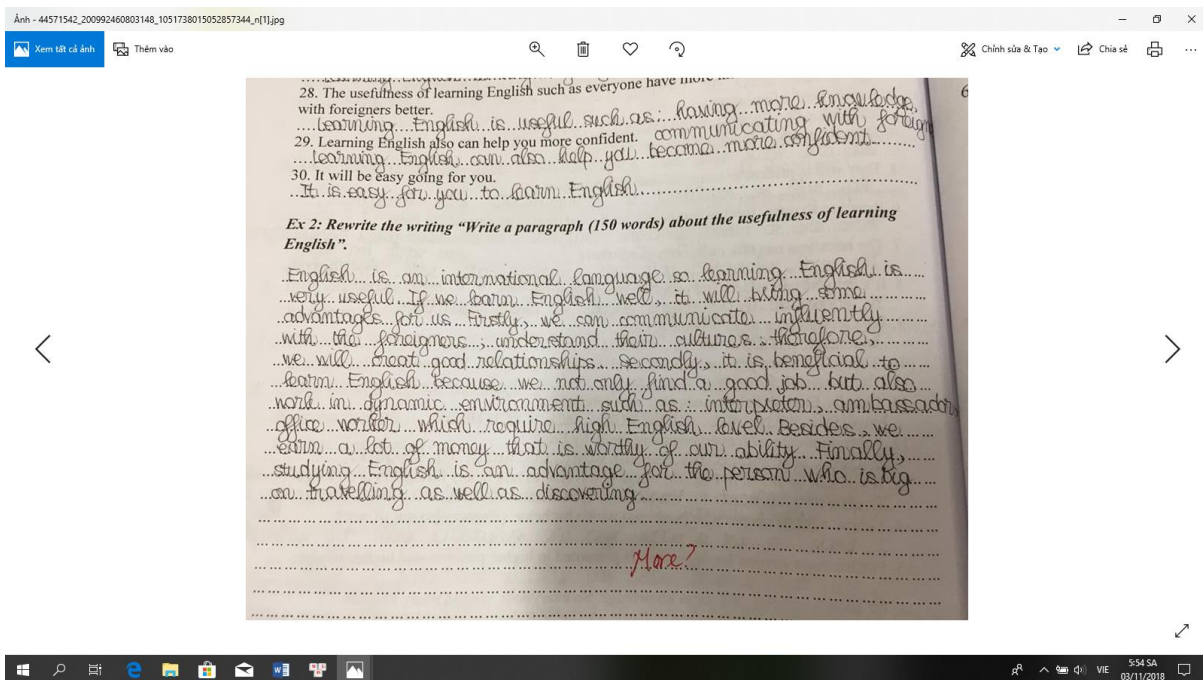 Ảnh - 44571542_200992460803148_1051738015052857344_n[1].jpg
Xem tất cả ảnh Thêm vào Chỉnh sửa & Tạo Chia sẻ
28. The usefulness of learning English such as everyone have more
with foreigners better.
Learning English is useful such as: having more knowledge,
communicating with foreign
29. Learning English also can help you more confident.
Learning English can also help you become more confident
30. It will be easy going for you.
It is easy for you to learn English
6
Ex 2: Rewrite the writing “Write a paragraph (150 words) about the usefulness of learning
English”.
English is an international language so learning English is
very useful. If we learn English well, it will bring some
advantages for us. Firstly, we can communicate influently
with the foreigners, understand their cultures, therefore,
we will creat good relationships. Secondly, it is beneficial to
learn English because we not only find a good job but also
work in dynamic environment such as: interpreter, ambassador
office worker which require high English level. Besides, we
earn a lot of money that is worthy of our ability. Finally,
studying English is an advantage for the person who is big
on travelling as well as discovering.
More?
VIE
5:54 SA
03/11/2018